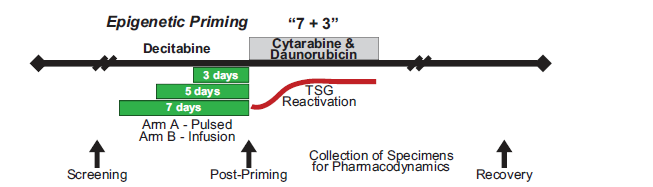 Epigenetic Priming
"7 + 3"
Decitabine
Cytarabine &
Daunorubicin
3 days
5 days
7 days
TSG
Reactivation
Arm A - Pulsed
Arm B - Infusion
Collection of Specimens
for Pharmacodynamics
Screening
Post-Priming
Recovery